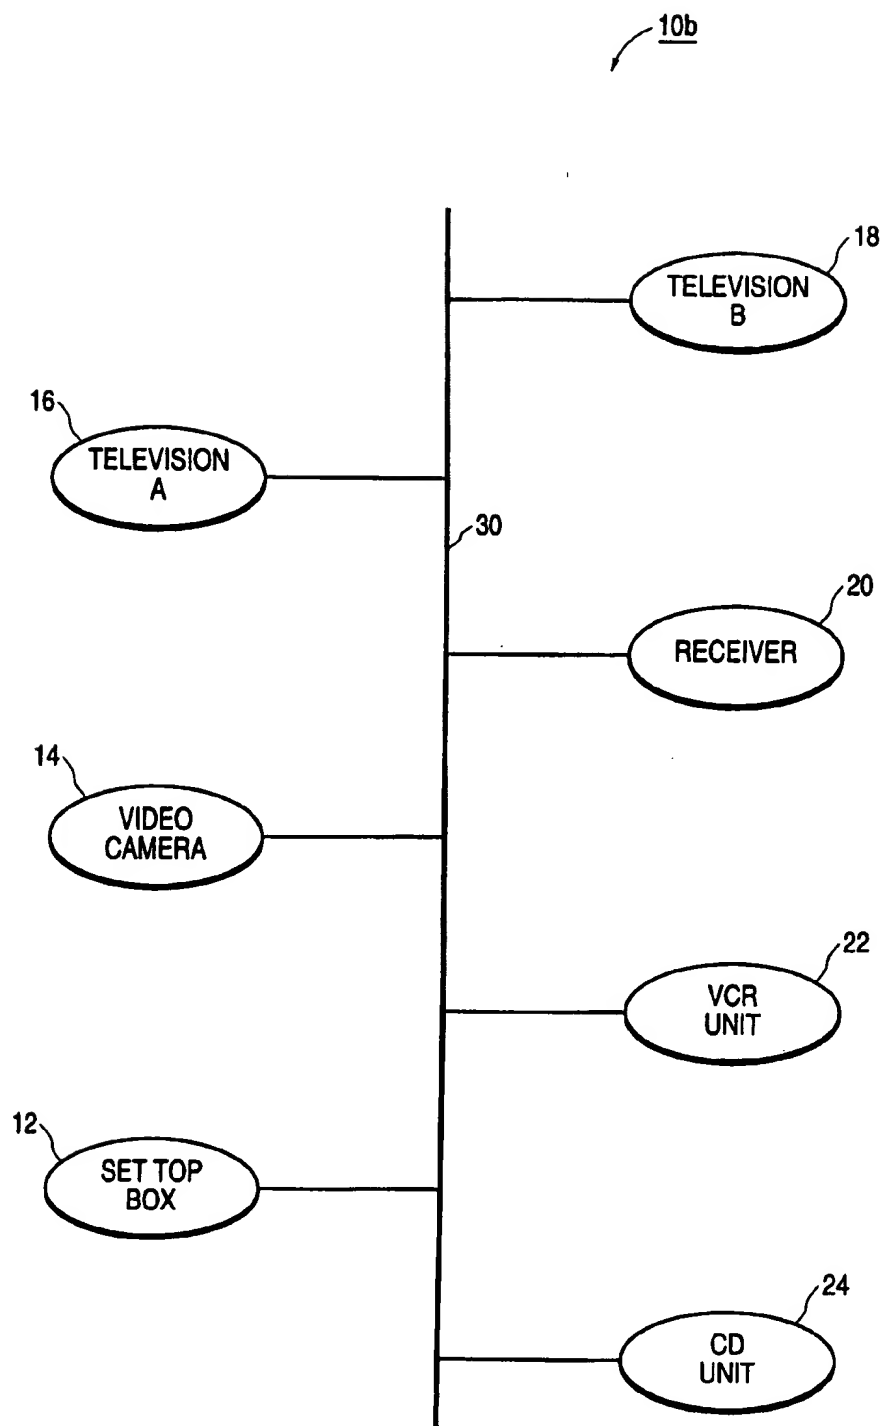 10b
18
TELEVISION
B
16
TELEVISION
A
30
20
RECEIVER
14
VIDEO
CAMERA
22
VCR
UNIT
12
SET TOP
BOX
24
CD
UNIT